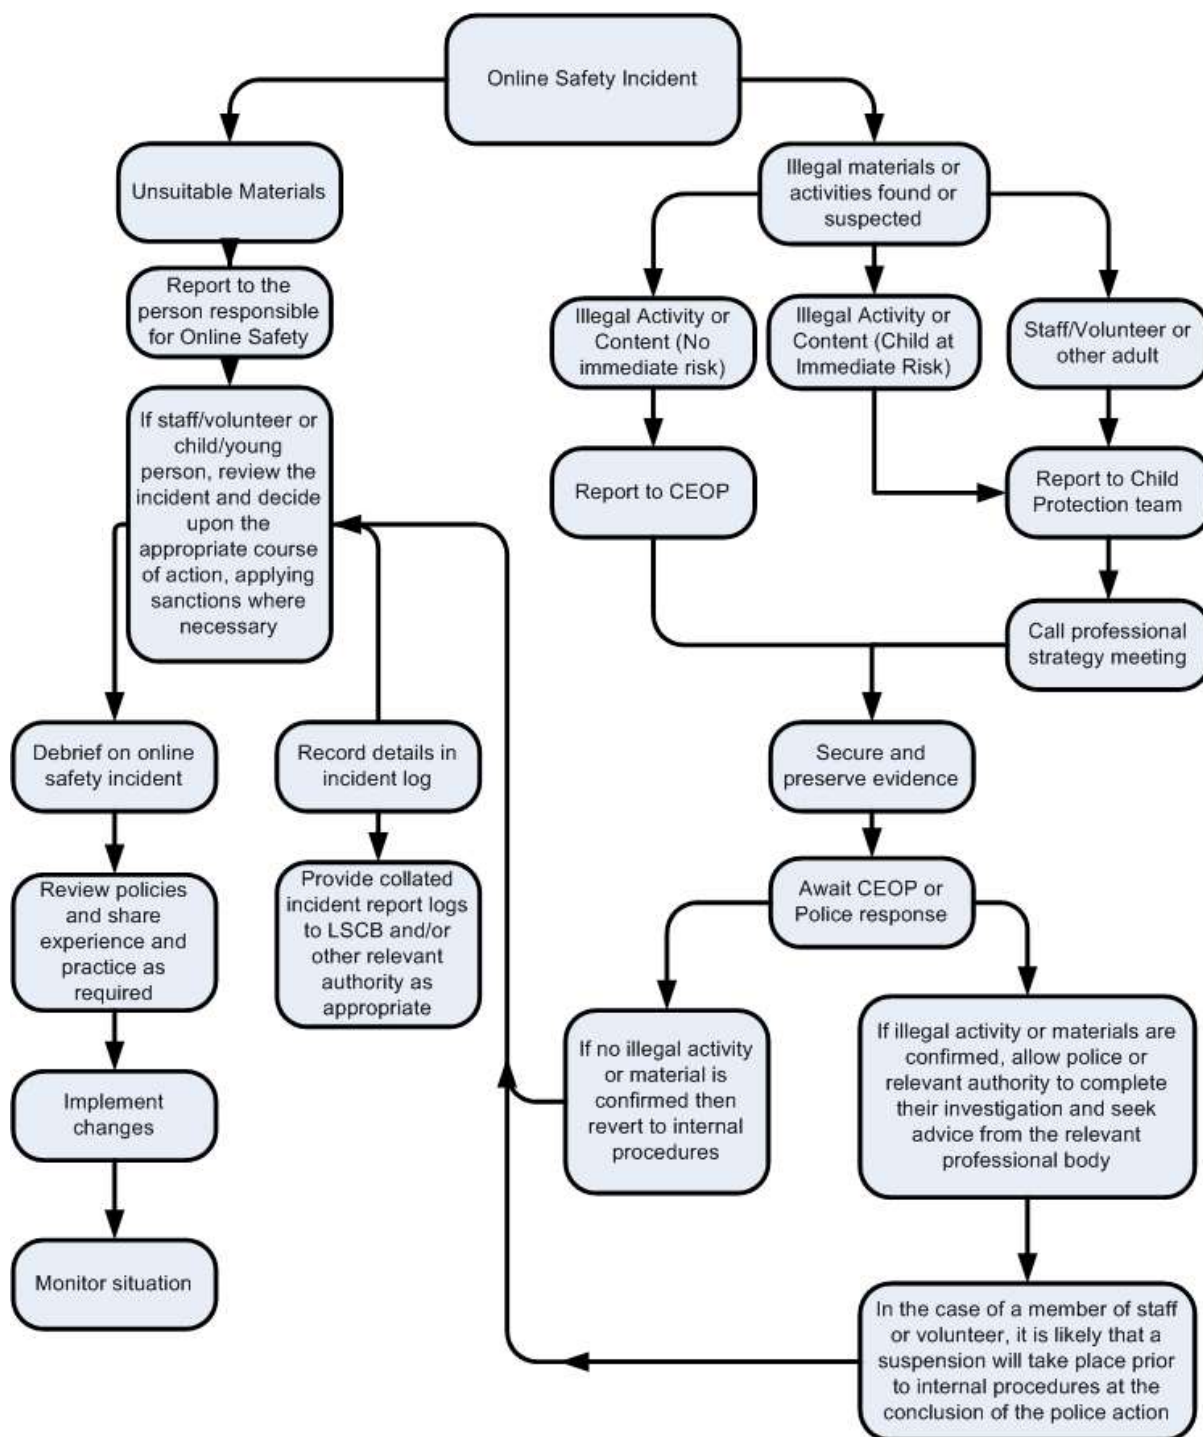 Online Safety Incident
Unsuitable Materials
Report to the
person responsible
for Online Safety
If staff/volunteer or
child/young
person, review the
incident and decide
upon the
appropriate course
of action, applying
sanctions where
necessary
Debrief on online
safety incident
Review policies
and share
experience and
practice as
required
Implement
changes
Monitor situation
Record details in
incident log
Provide collated
incident report logs
to LSCB and/or
other relevant
authority as
appropriate
Illegal materials or
activities found or
suspected
Illegal Activity or
Content (No
immediate risk)
Illegal Activity or
Content (Child at
Immediate Risk)
Staff/Volunteer or
other adult
Report to CEOP
Report to Child
Protection team
Call professional
strategy meeting
Secure and
preserve evidence
Await CEOP or
Police response
If no illegal activity
or material is
confirmed then
revert to internal
procedures
If illegal activity or materials are
confirmed, allow police or
relevant authority to complete
their investigation and seek
advice from the relevant
professional body
In the case of a member of staff
or volunteer, it is likely that a
suspension will take place prior
to internal procedures at the
conclusion of the police action